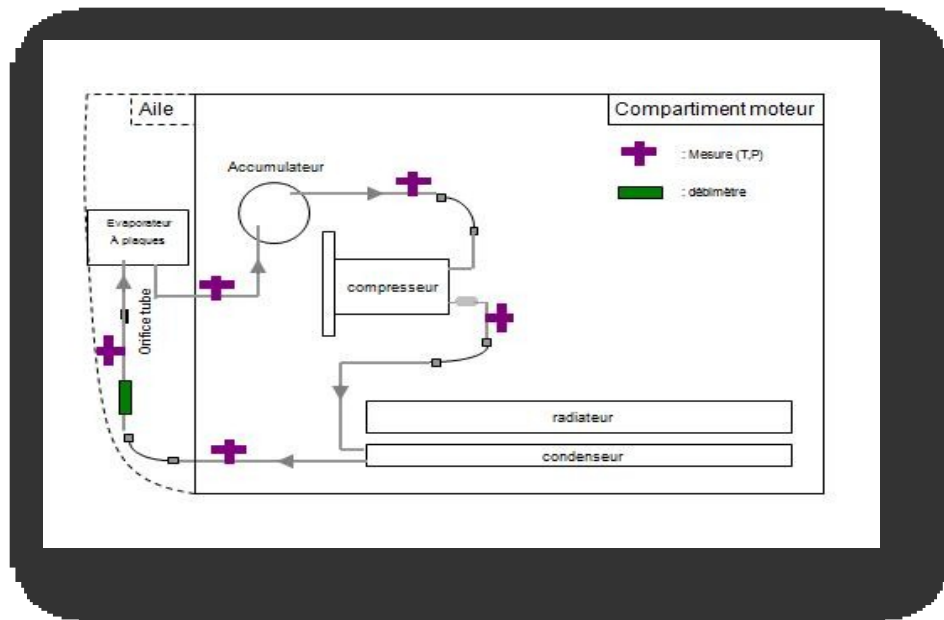 Aile
Compartiment moteur
: Mesure (T,P)
: débimètre
Accumulateur
Evaporateur
À plaques
compresseur
Orifice tube
radiateur
condenseur